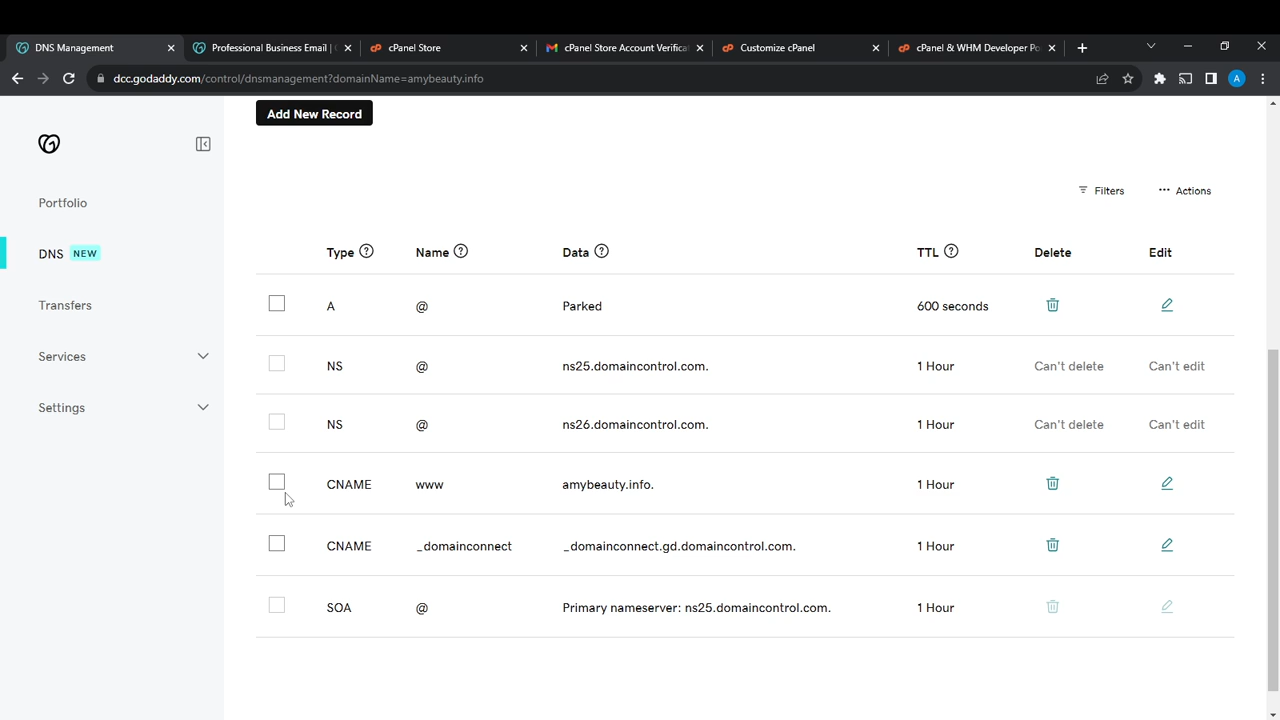 DNS Management
Professional Business Email |
cPanel Store
cPanel Store Account Verificat
Customize cPanel
cPanel & WHM Developer Po
dcc.godaddy.com/control/dnsmanagement?domainName=amybeauty.info
A
Add New Record
Portfolio
DNS NEW
Transfers
Services
Settings
Filters
Actions
Type ? Name ? Data ? TTL ? Delete Edit
A @ Parked 600 seconds
NS @ ns25.domaincontrol.com. 1 Hour Can't delete Can't edit
NS @ ns26.domaincontrol.com. 1 Hour Can't delete Can't edit
CNAME www amybeauty.info. 1 Hour
CNAME _domainconnect _domainconnect.gd.domaincontrol.com. 1 Hour
SOA @ Primary nameserver: ns25.domaincontrol.com. 1 Hour